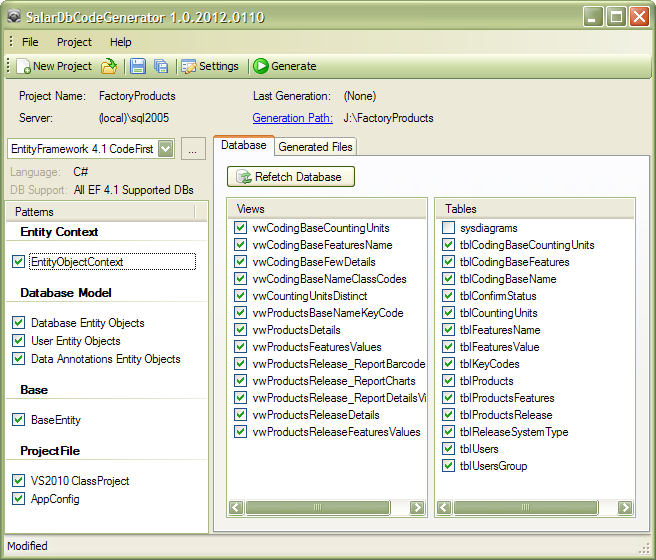 SalarDbCodeGenerator 1.0.2012.0110
File Project Help
New Project Settings Generate
Project Name: FactoryProducts Last Generation: (None)
Server: (local)\sql2005 Generation Path: J:\FactoryProducts
EntityFramework 4.1 CodeFirst ...
Language: C#
DB Support: All EF 4.1 Supported DBs
Patterns
Entity Context
EntityObjectContext
Database Model
Database Entity Objects
User Entity Objects
Data Annotations Entity Objects
Base
BaseEntity
ProjectFile
VS2010 ClassProject
AppConfig
Database Generated Files
Refetch Database
Views
vwCodingBaseCountingUnits
vwCodingBaseFeaturesName
vwCodingBaseFewDetails
vwCodingBaseNameClassCodes
vwCountingUnitsDistinct
vwProductsBaseNameKeyCode
vwProductsDetails
vwProductsFeaturesValues
vwProductsRelease_ReportBarcode
vwProductsRelease_ReportCharts
vwProductsRelease_ReportDetailsVi
vwProductsReleaseDetails
vwProductsReleaseFeaturesValues
Tables
sysdiagrams
tblCodingBaseCountingUnits
tblCodingBaseFeatures
tblCodingBaseName
tblConfirmStatus
tblCountingUnits
tblFeaturesName
tblFeaturesValue
tblKeyCodes
tblProducts
tblProductsFeatures
tblProductsRelease
tblReleaseSystemType
tblUsers
tblUsersGroup
Modified